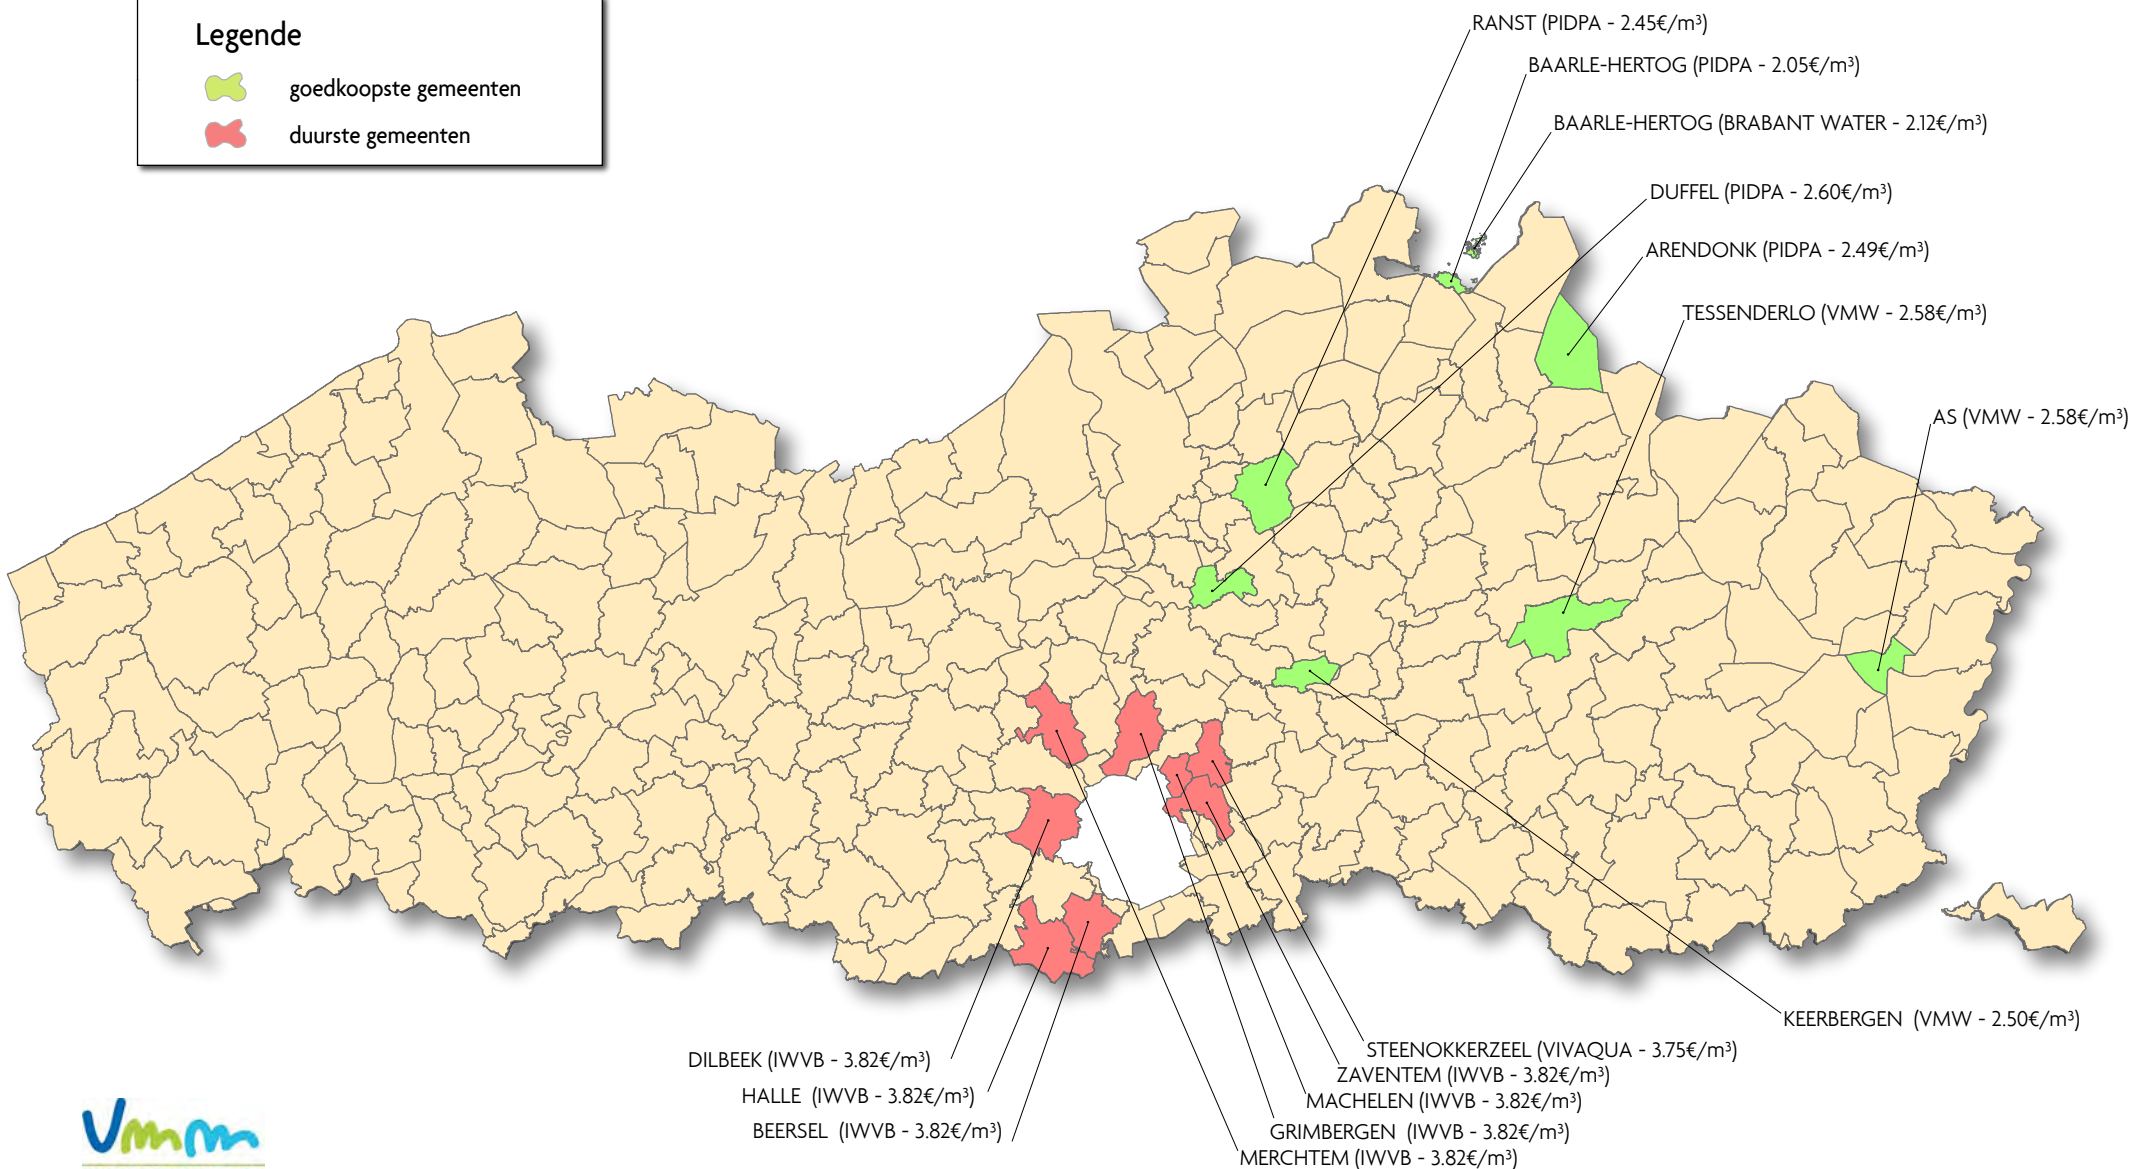 Legende
goedkoopste gemeenten
duurste gemeenten
RANST (PIDPA - 2.45€/m³)
BAARLE-HERTOG (PIDPA - 2.05€/m³)
BAARLE-HERTOG (BRABANT WATER - 2.12€/m³)
DUFFEL (PIDPA - 2.60€/m³)
ARENDONK (PIDPA - 2.49€/m³)
TESSENDERLO (VMW - 2.58€/m³)
AS (VMW - 2.58€/m³)
KEERBERGEN (VMW - 2.50€/m³)
STEENOKKERZEEL (VIVAQUA - 3.75€/m³)
DILBEEK (IWVB - 3.82€/m³)
ZAVENTEM (IWVB - 3.82€/m³)
HALLE (IWVB - 3.82€/m³)
MACHELEN (IWVB - 3.82€/m³)
BEERSEL (IWVB - 3.82€/m³)
GRIMBERGEN (IWVB - 3.82€/m³)
MERCHTEM (IWVB - 3.82€/m³)
Vmm